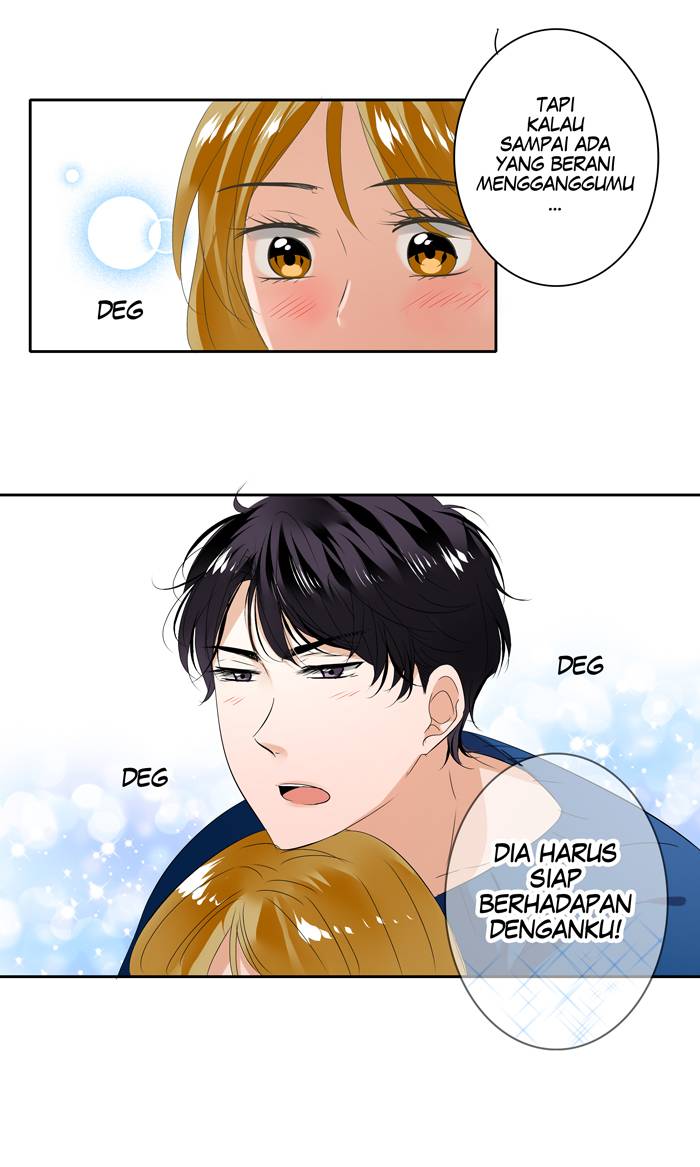 TAPI
KALAU
SAMPAI ADA
YANG BERANI
MENGGANGGUMU
...
DEG
DEG
DEG
DIA HARUS
SIAP
BERHADAPAN
DENGANKU!